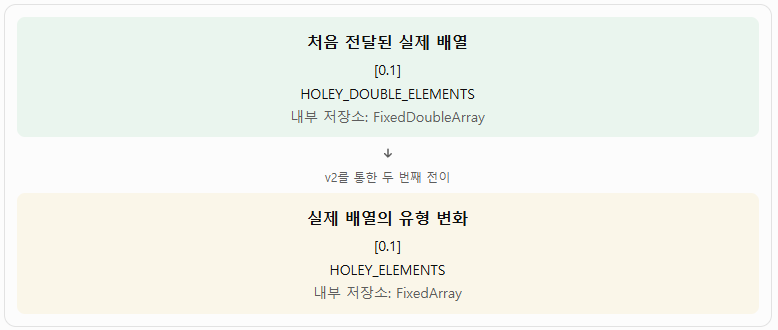 처음 전달된 실제 배열
[0.1]
HOLEY_DOUBLE_ELEMENTS
내부 저장소: FixedDoubleArray
↓
v2를 통한 두 번째 전이
실제 배열의 유형 변화
[0.1]
HOLEY_ELEMENTS
내부 저장소: FixedArray